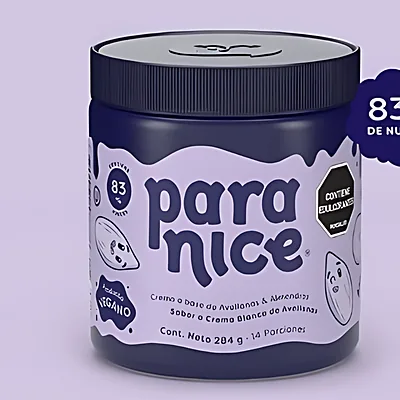 83
DE NU
83
%
para
nice
®
CONTIENE
EDULCORANTES
Producto
VEGANO
Crema a base de Avellanas & Almendras
Sabor a Crema Blanca de Avellanas
Cont. Neto 284 g · 14 Porciones